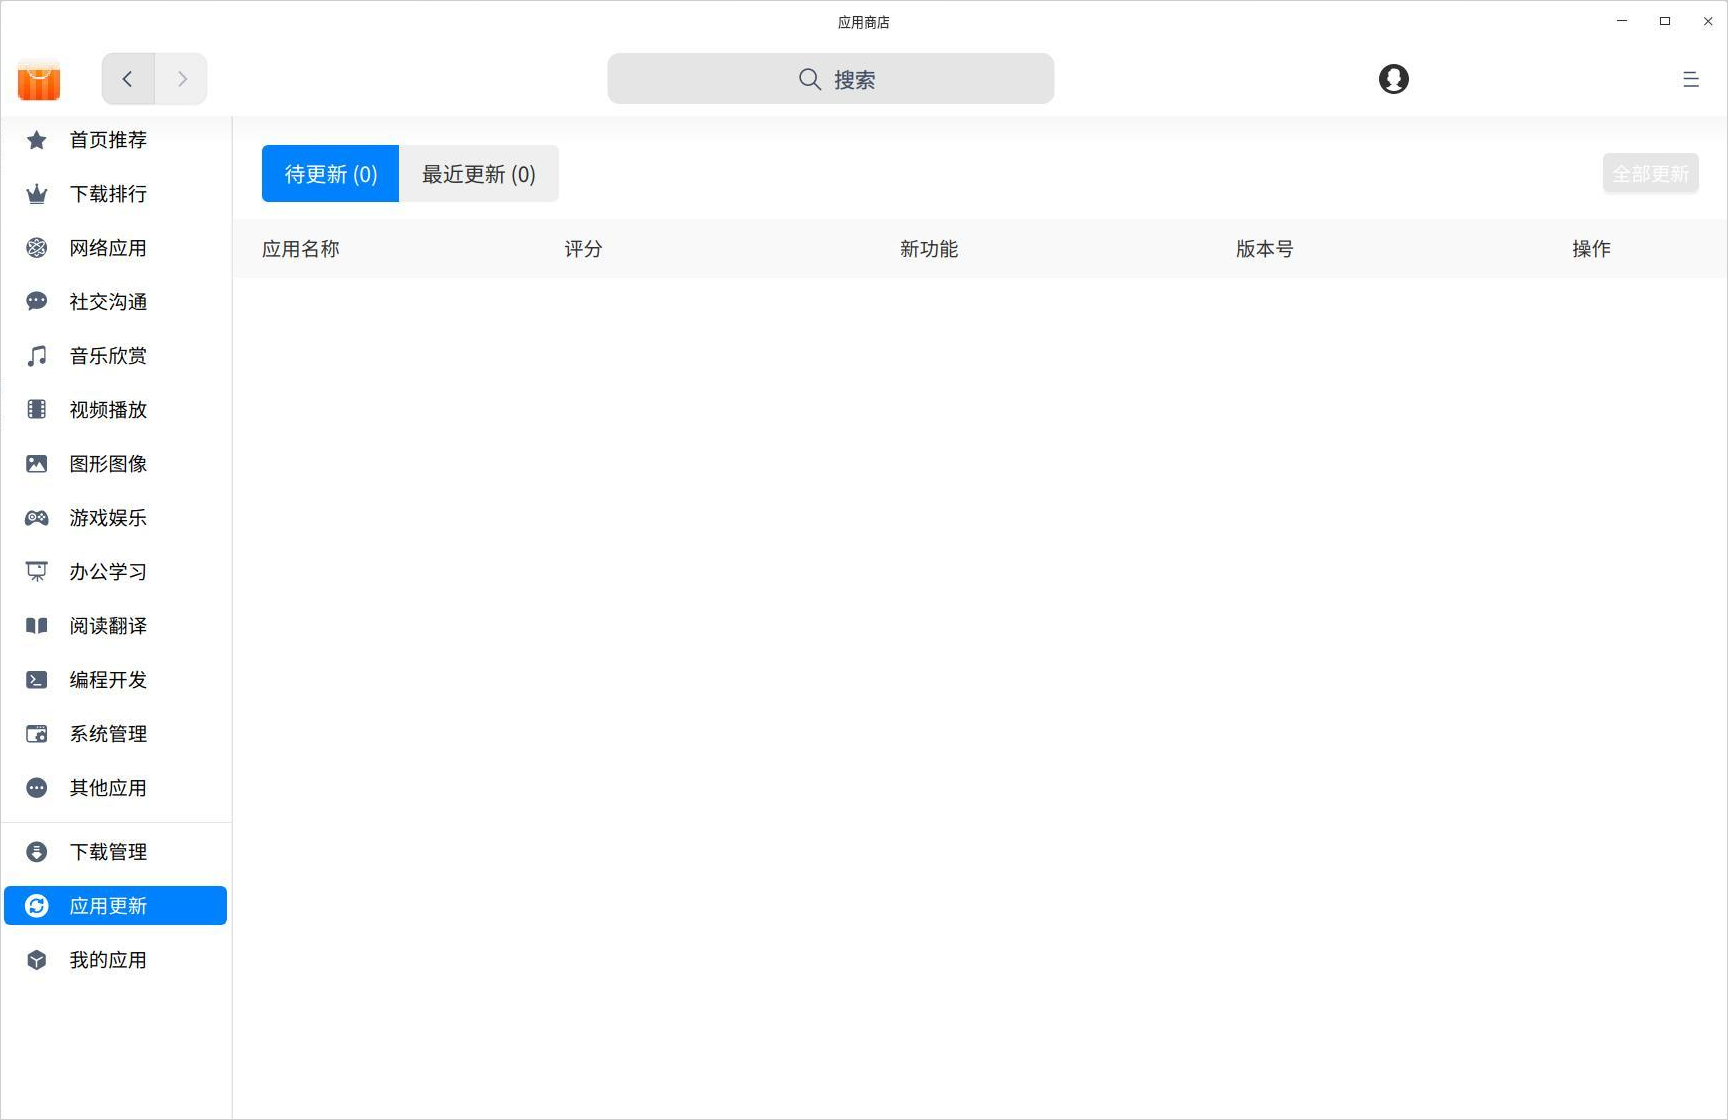 应用商店
搜索
首页推荐
下载排行
网络应用
社交沟通
音乐欣赏
视频播放
图形图像
游戏娱乐
办公学习
阅读翻译
编程开发
系统管理
其他应用
下载管理
应用更新
我的应用
待更新 (0) 最近更新 (0) 全部更新
应用名称 评分 新功能 版本号 操作